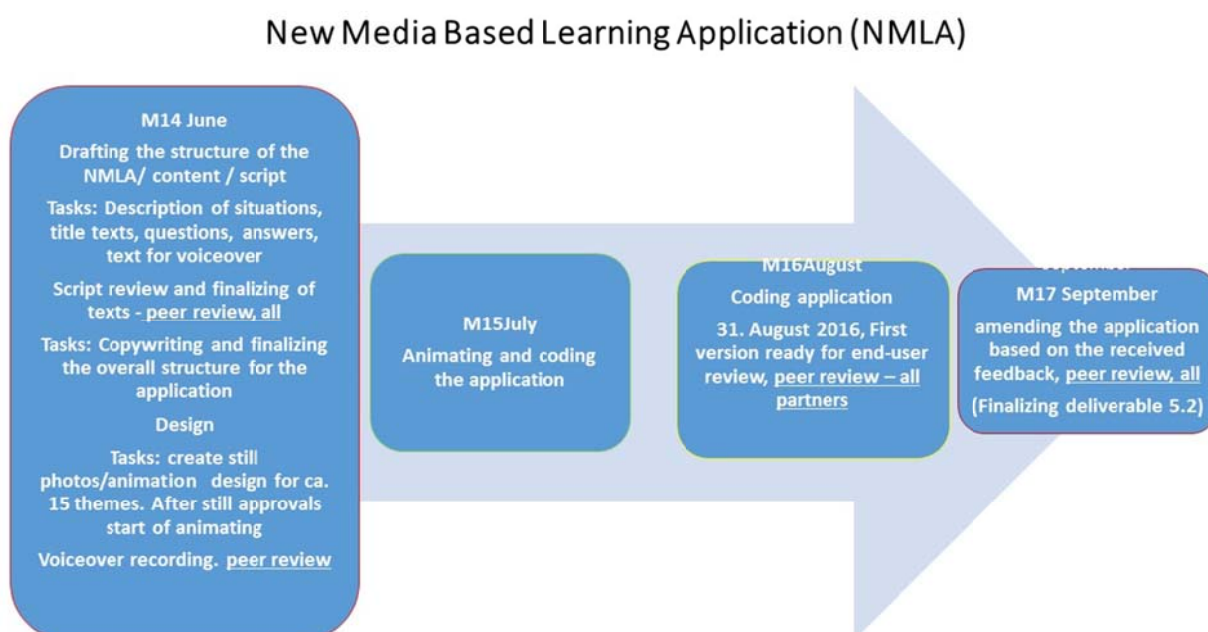 New Media Based Learning Application (NMLA)
M14 June
Drafting the structure of the
NMLA/ content / script
Tasks: Description of situations,
title texts, questions, answers,
text for voiceover
Script review and finalizing of
texts - peer review, all
Tasks: Copywriting and finalizing
the overall structure for the
application
Design
Tasks: create still
photos/animation design for ca.
15 themes. After still approvals
start of animating
Voiceover recording. peer review
M15July
Animating and coding
the application
M16August
Coding application
31. August 2016, First
version ready for end-user
review, peer review – all
partners
September
M17 September
amending the application
based on the received
feedback, peer review, all
(Finalizing deliverable 5.2)